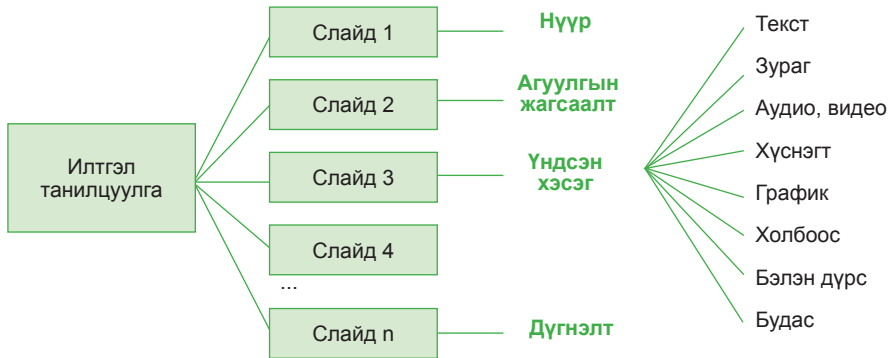 Илтгэл
танилцуулга
Слайд 1
Слайд 2
Слайд 3
Слайд 4
...
Слайд n
Нүүр
Агуулгын
жагсаалт
Үндсэн
хэсэг
Дүгнэлт
Текст
Зураг
Аудио, видео
Хүснэгт
График
Холбоос
Бэлэн дүрс
Будас